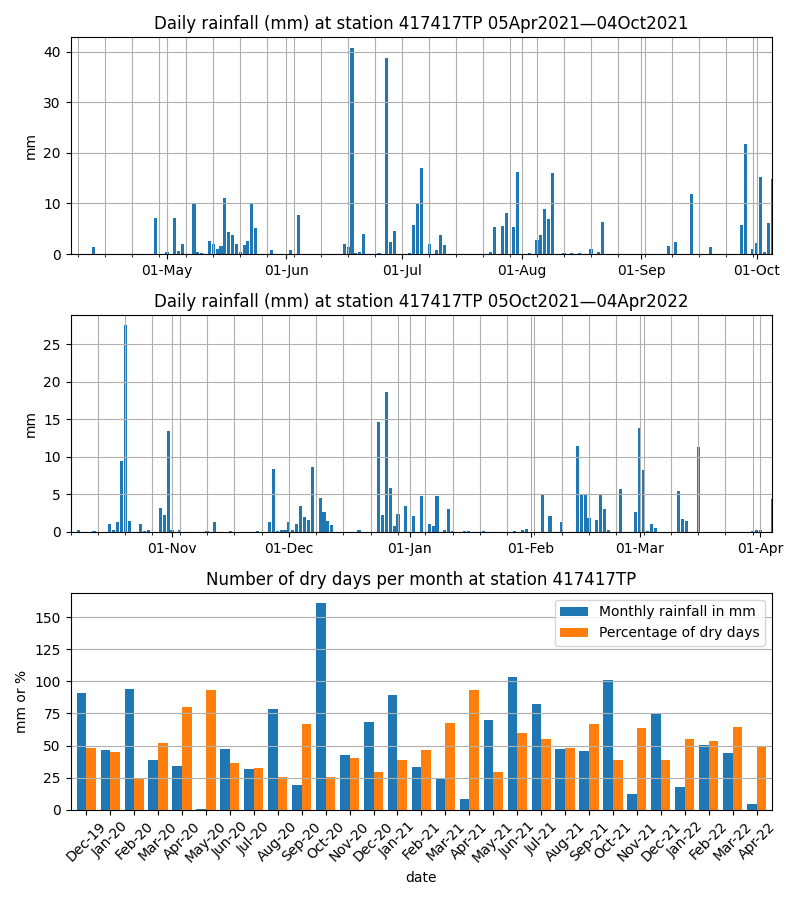 Daily rainfall (mm) at station 417417TP 05Apr2021—04Oct2021
40
30
20
10
0
mm
01-May 01-Jun 01-Jul 01-Aug 01-Sep 01-Oct
Daily rainfall (mm) at station 417417TP 05Oct2021—04Apr2022
25
20
15
10
5
0
mm
01-Nov 01-Dec 01-Jan 01-Feb 01-Mar 01-Apr
Number of dry days per month at station 417417TP
150
125
100
75
50
25
0
mm or %
Monthly rainfall in mm
Percentage of dry days
Dec-19 Jan-20 Feb-20 Mar-20 Apr-20 May-20 Jun-20 Jul-20 Aug-20 Sep-20 Oct-20 Nov-20 Dec-20 Jan-21 Feb-21 Mar-21 Apr-21 May-21 Jun-21 Jul-21 Aug-21 Sep-21 Oct-21 Nov-21 Dec-21 Jan-22 Feb-22 Mar-22 Apr-22
date